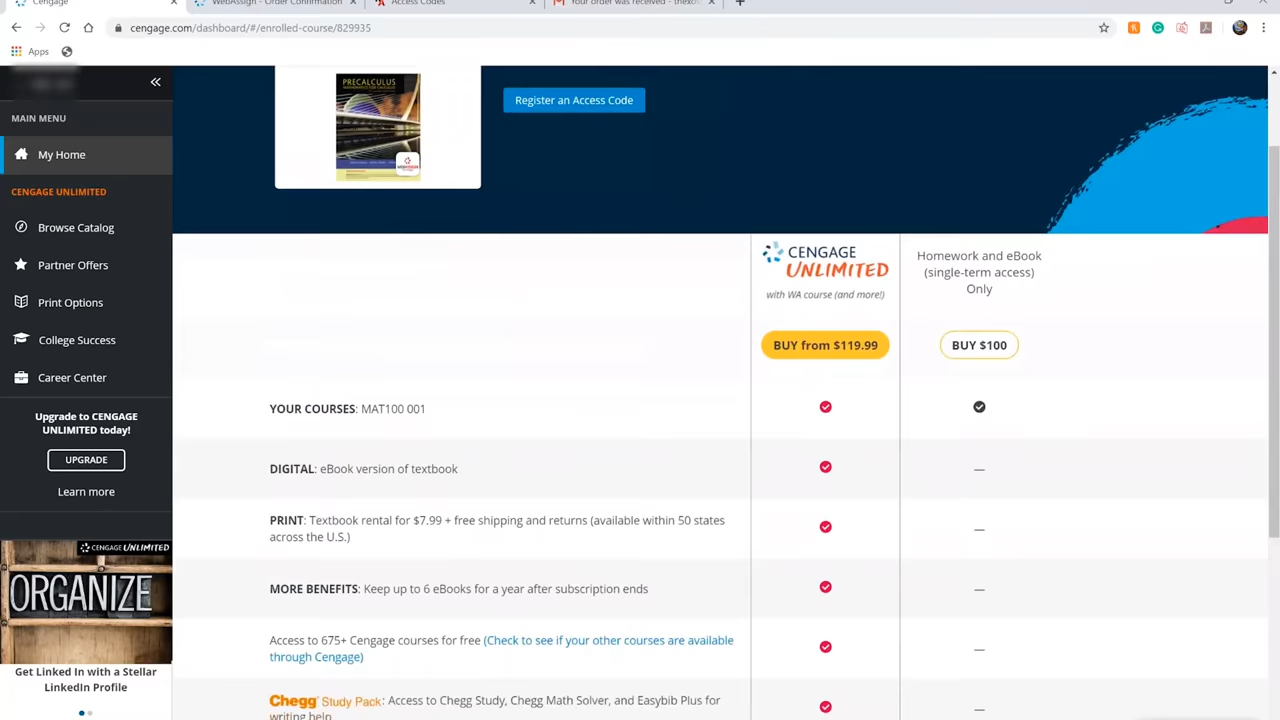 Cengage
WebAssign - Order Confirmation
Access Codes
Your order was received - thexo
cengage.com/dashboard/#/enrolled-course/829935
Apps
MAIN MENU
My Home
CENGAGE UNLIMITED
Browse Catalog
Partner Offers
Print Options
College Success
Career Center
Upgrade to CENGAGE
UNLIMITED today!
UPGRADE
Learn more
CENGAGE UNLIMITED
ORGANIZE
Get Linked In with a Stellar
LinkedIn Profile
PRECALCULUS
Register an Access Code
CENGAGE
UNLIMITED
with WA course (and more!)
BUY from $119.99
Homework and eBook
(single-term access)
Only
BUY $100
YOUR COURSES: MAT100 001
DIGITAL: eBook version of textbook
—
PRINT: Textbook rental for $7.99 + free shipping and returns (available within 50 states
across the U.S.)
—
MORE BENEFITS: Keep up to 6 eBooks for a year after subscription ends
—
Access to 675+ Cengage courses for free (Check to see if your other courses are available
through Cengage)
—
Chegg Study Pack: Access to Chegg Study, Chegg Math Solver, and Easybib Plus for
writing help
—